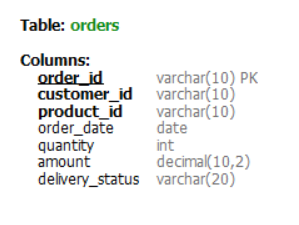 Table: orders
Columns:
order_id varchar(10) PK
customer_id varchar(10)
product_id varchar(10)
order_date date
quantity int
amount decimal(10,2)
delivery_status varchar(20)